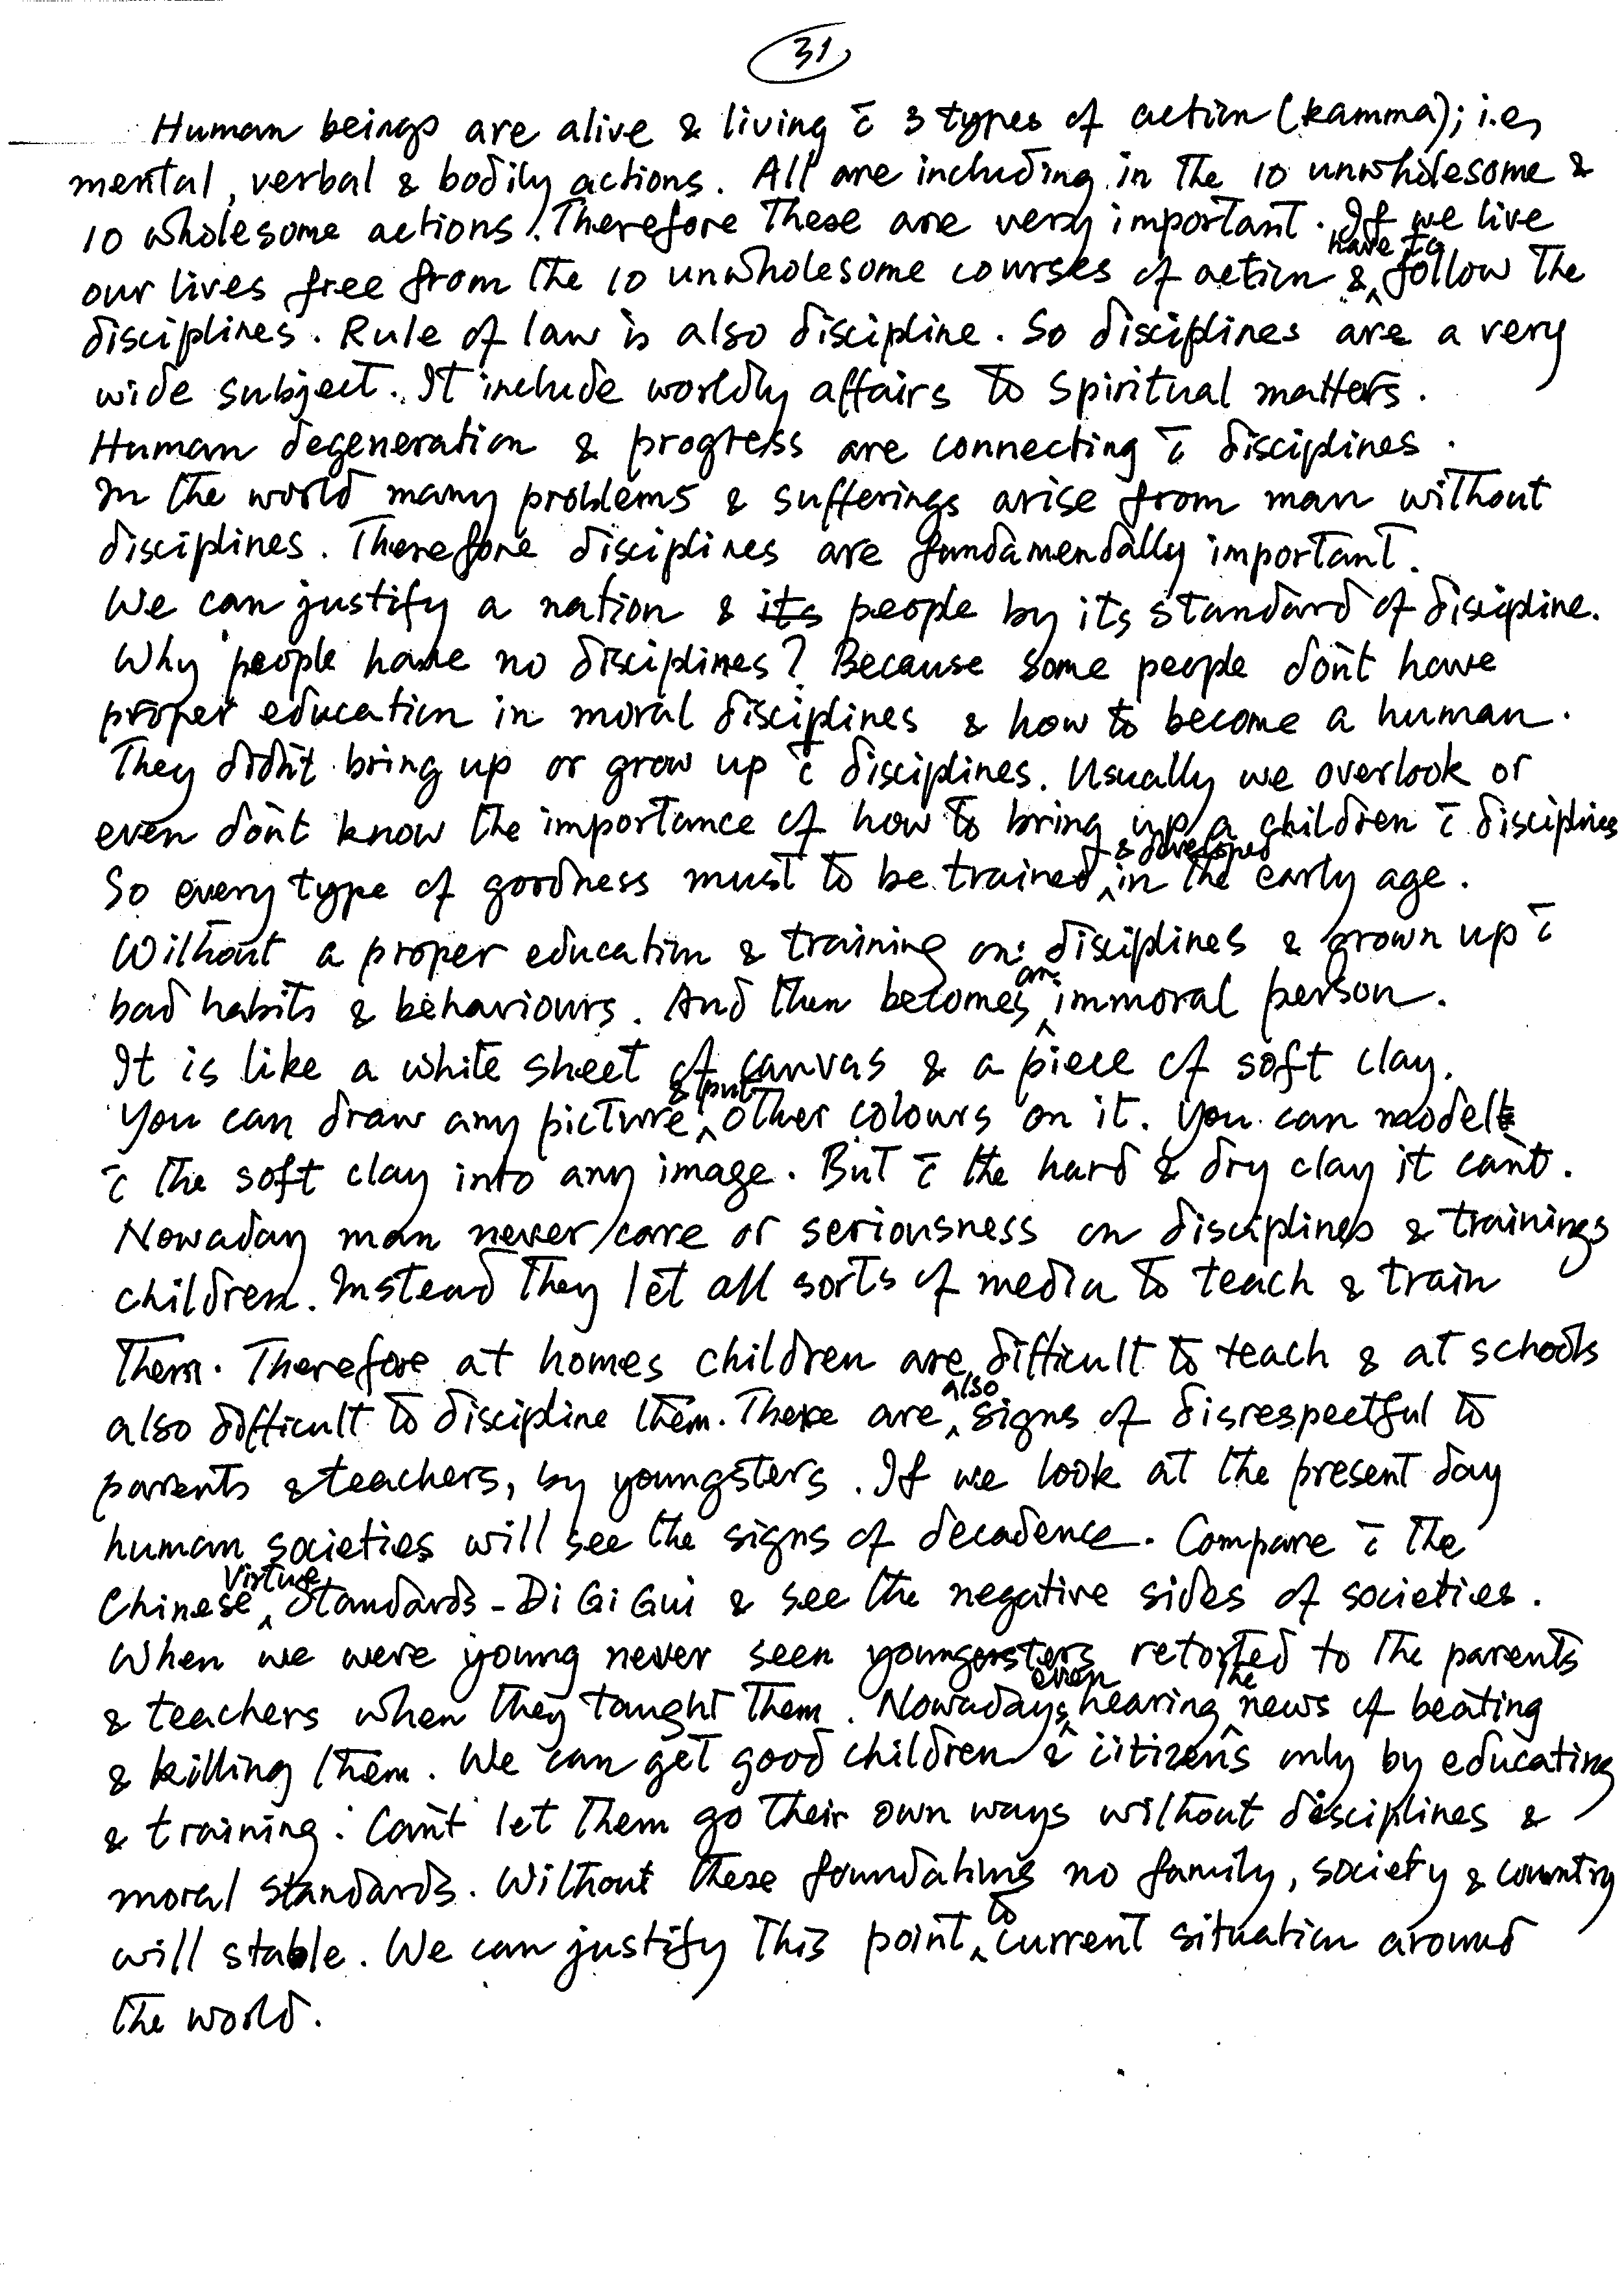 31
Human beings are alive & living c̄ 3 types of action (kamma); i.e,
mental, verbal & bodily actions. All are including in the 10 unwholesome &
10 wholesome actions. Therefore these are very important. If we live
our lives free from the 10 unwholesome courses of action & have to follow the
disciplines. Rule of law is also discipline. So disciplines are a very
wide subject. It include worldly affairs to spiritual matters.
Human degeneration & progress are connecting c̄ disciplines.
In the world many problems & sufferings arise from man without
disciplines. Therefore disciplines are fundamendally important.
We can justify a nation & its people by its standard of discipline.
Why people have no disciplines? Because some people don't have
proper education in moral disciplines & how to become a human.
They didn't bring up or grow up c̄ disciplines. Usually we overlook or
even don't know the importance of how to bring up a children c̄ disciplines
So every type of goodness must to be trained & developed in the early age.
Without a proper education & training on disciplines & grown up c̄
bad habits & behaviours. And then becomes an immoral person.
It is like a white sheet of canvas & a piece of soft clay.
You can draw any picture & put other colours on it. You can model
c̄ the soft clay into any image. But c̄ the hard & dry clay it can't.
Nowaday man never care or seriousness on disciplines & trainings
children. Instead they let all sorts of media to teach & train
them. Therefore at homes children are difficult to teach & at schools
also difficult to discipline them. There are also signs of disrespectful to
parents & teachers, by youngsters. If we look at the present day
human societies will see the signs of decadence. Compare c̄ the
Chinese Virtue Standards - Di Gi Gui & see the negative sides of societies.
When we were young never seen youngersters retorted to the parents
& teachers when they taught them. Nowadays even hearing the news of beating
& killing them. We can get good children & citizens only by educating
& training. Can't let them go their own ways without disciplines &
moral standards. Without these foundations no family, society & country
will stable. We can justify this point to current situation around
the world.